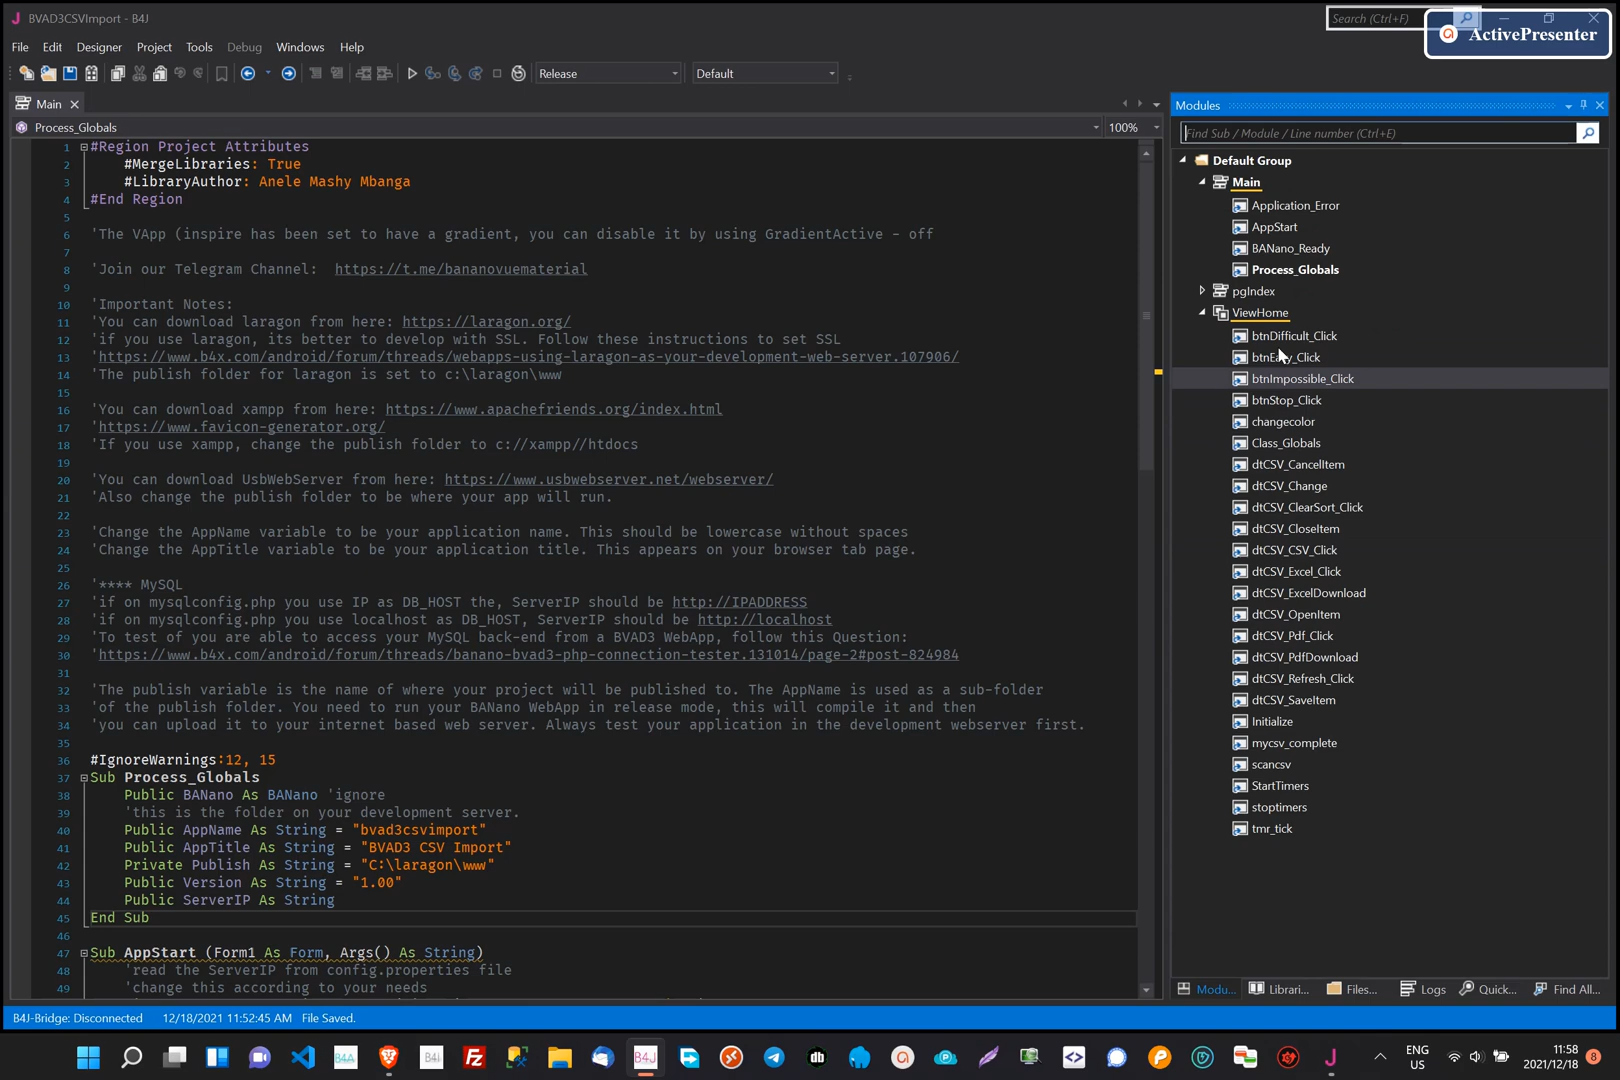 BVAD3CSVImport - B4J
Search (Ctrl+F)
ActivePresenter
File Edit Designer Project Tools Debug Windows Help
Release Default
Main
Process_Globals 100%
1 #Region Project Attributes
2 #MergeLibraries: True
3 #LibraryAuthor: Anele Mashy Mbanga
4 #End Region
5
6 'The VApp (inspire has been set to have a gradient, you can disable it by using GradientActive - off
7
8 'Join our Telegram Channel: https://t.me/bananovuematerial
9
10 'Important Notes:
11 'You can download laragon from here: https://laragon.org/
12 'if you use laragon, its better to develop with SSL. Follow these instructions to set SSL
13 'https://www.b4x.com/android/forum/threads/webapps-using-laragon-as-your-development-web-server.107906/
14 'The publish folder for laragon is set to c:\laragon\www
15
16 'You can download xampp from here: https://www.apachefriends.org/index.html
17 'https://www.favicon-generator.org/
18 'If you use xampp, change the publish folder to c://xampp//htdocs
19
20 'You can download UsbWebServer from here: https://www.usbwebserver.net/webserver/
21 'Also change the publish folder to be where your app will run.
22
23 'Change the AppName variable to be your application name. This should be lowercase without spaces
24 'Change the AppTitle variable to be your application title. This appears on your browser tab page.
25
26 '**** MySQL
27 'if on mysqlconfig.php you use IP as DB_HOST the, ServerIP should be http://IPADDRESS
28 'if on mysqlconfig.php you use localhost as DB_HOST, ServerIP should be http://localhost
29 'To test of you are able to access your MySQL back-end from a BVAD3 WebApp, follow this Question:
30 'https://www.b4x.com/android/forum/threads/banano-bvad3-php-connection-tester.131014/page-2#post-824984
31
32 'The publish variable is the name of where your project will be published to. The AppName is used as a sub-folder
33 'of the publish folder. You need to run your BANano WebApp in release mode, this will compile it and then
34 'you can upload it to your internet based web server. Always test your application in the development webserver first.
35
36 #IgnoreWarnings:12, 15
37 Sub Process_Globals
38 Public BANano As BANano 'ignore
39 'this is the folder on your development server.
40 Public AppName As String = "bvad3csvimport"
41 Public AppTitle As String = "BVAD3 CSV Import"
42 Private Publish As String = "C:\laragon\www"
43 Public Version As String = "1.00"
44 Public ServerIP As String
45 End Sub
46
47 Sub AppStart (Form1 As Form, Args() As String)
48 'read the ServerIP from config.properties file
49 'change this according to your needs
Modules
Find Sub / Module / Line number (Ctrl+E)
Default Group
Main
Application_Error
AppStart
BANano_Ready
Process_Globals
pgIndex
ViewHome
btnDifficult_Click
btnEasy_Click
btnImpossible_Click
btnStop_Click
changecolor
Class_Globals
dtCSV_CancelItem
dtCSV_Change
dtCSV_ClearSort_Click
dtCSV_CloseItem
dtCSV_CSV_Click
dtCSV_Excel_Click
dtCSV_ExcelDownload
dtCSV_OpenItem
dtCSV_Pdf_Click
dtCSV_PdfDownload
dtCSV_Refresh_Click
dtCSV_SaveItem
Initialize
mycsv_complete
scancsv
StartTimers
stoptimers
tmr_tick
Modu... Librari... Files... Logs Quick... Find All...
B4J-Bridge: Disconnected 12/18/2021 11:52:45 AM File Saved.
B4A B4i B4J
ENG
US
11:58
2021/12/18
8